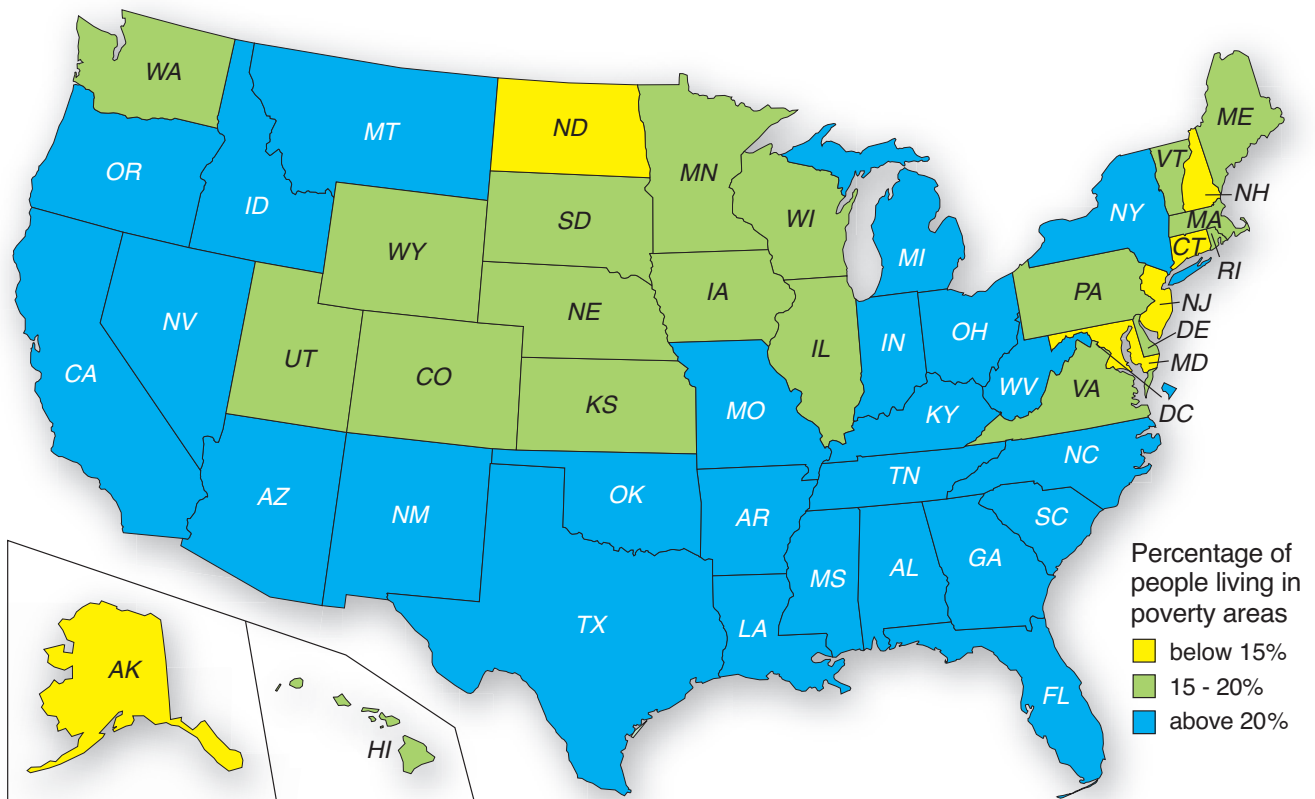 WA
MT
ND
MN
ME
VT
OR
ID
SD
WI
NH
NY
MA
WY
MI
CT
RI
IA
PA
NV
NE
NJ
OH
DE
IN
IL
UT
CO
MD
CA
WV
VA
KS
MO
KY
DC
NC
TN
AZ
OK
NM
AR
SC
GA
AL
MS
TX
LA
AK
FL
HI
Percentage of
people living in
poverty areas
below 15%
15 - 20%
above 20%